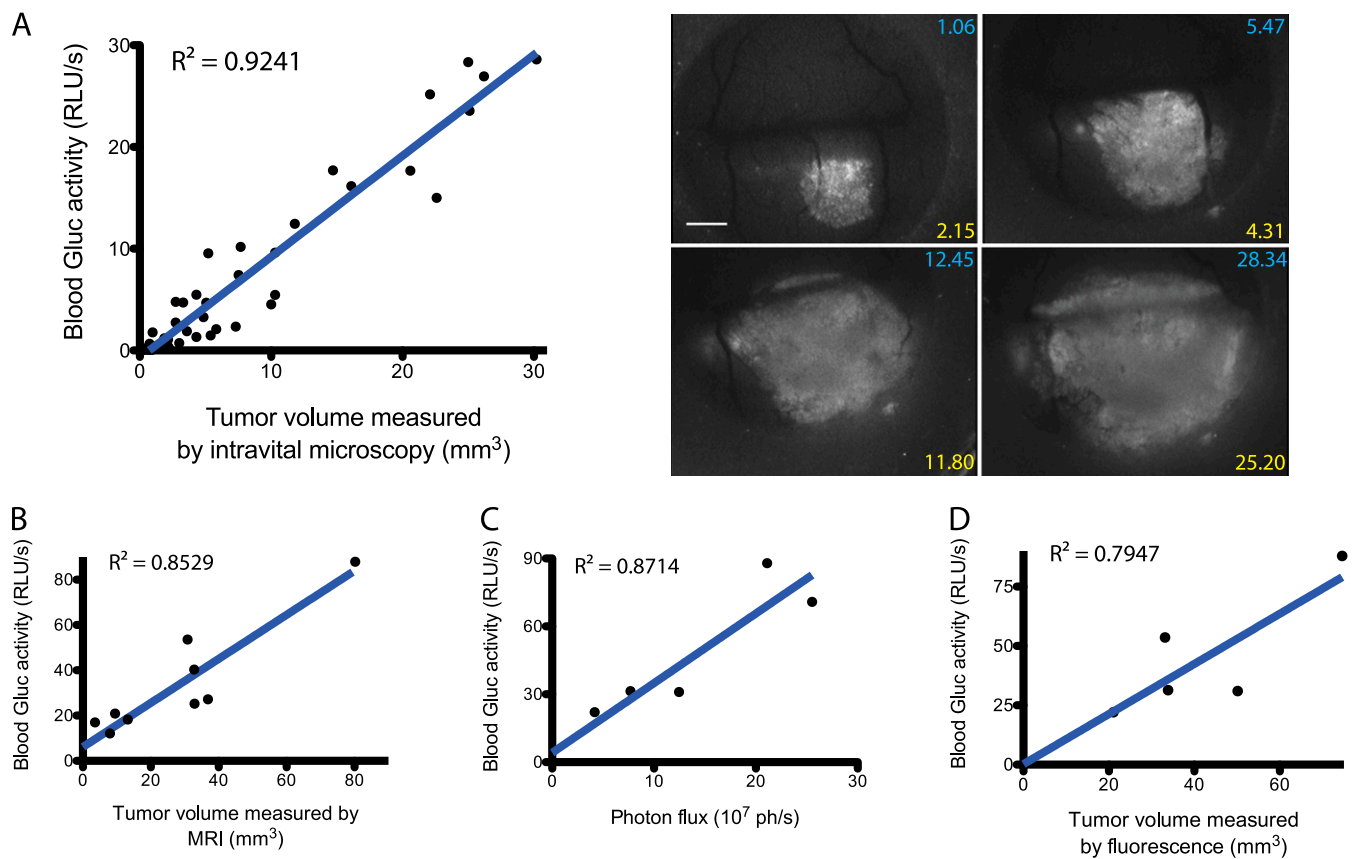 A
R² = 0.9241
Blood Gluc activity (RLU/s)
30
20
10
0
0 10 20 30
Tumor volume measured
by intravital microscopy (mm³)
1.06
2.15
5.47
4.31
12.45
11.80
28.34
25.20
B
R² = 0.8529
Blood Gluc activity (RLU/s)
80
60
40
20
0
0 20 40 60 80
Tumor volume measured by
MRI (mm³)
C
R² = 0.8714
Blood Gluc activity (RLU/s)
90
60
30
0
0 10 20 30
Photon flux (10⁷ ph/s)
D
R² = 0.7947
Blood Gluc activity (RLU/s)
75
50
25
0
0 20 40 60
Tumor volume measured
by fluorescence (mm³)